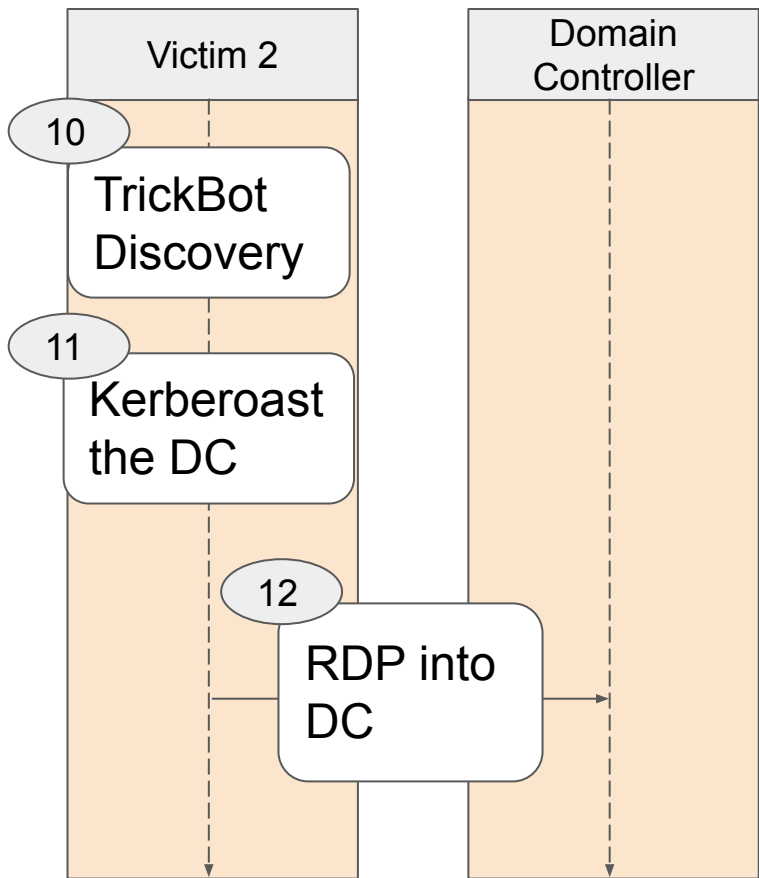 Victim 2
Domain
Controller
10
TrickBot
Discovery
11
Kerberoast
the DC
12
RDP into
DC